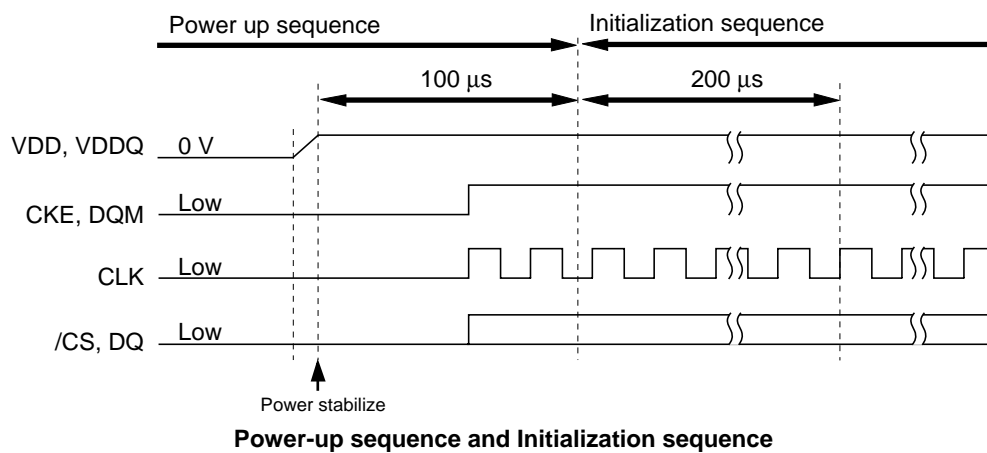 Power up sequence
Initialization sequence
100 μs
200 μs
VDD, VDDQ
0 V
CKE, DQM
Low
CLK
Low
/CS, DQ
Low
Power stabilize
Power-up sequence and Initialization sequence